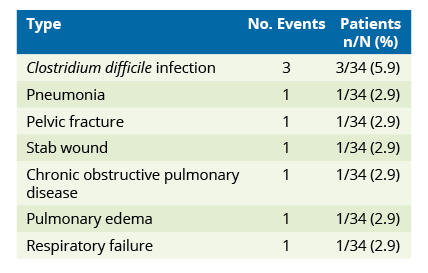 Type No. Events Patients
n/N (%)
Clostridium difficile infection 3 3/34 (5.9)
Pneumonia 1 1/34 (2.9)
Pelvic fracture 1 1/34 (2.9)
Stab wound 1 1/34 (2.9)
Chronic obstructive pulmonary 1 1/34 (2.9)
disease
Pulmonary edema 1 1/34 (2.9)
Respiratory failure 1 1/34 (2.9)